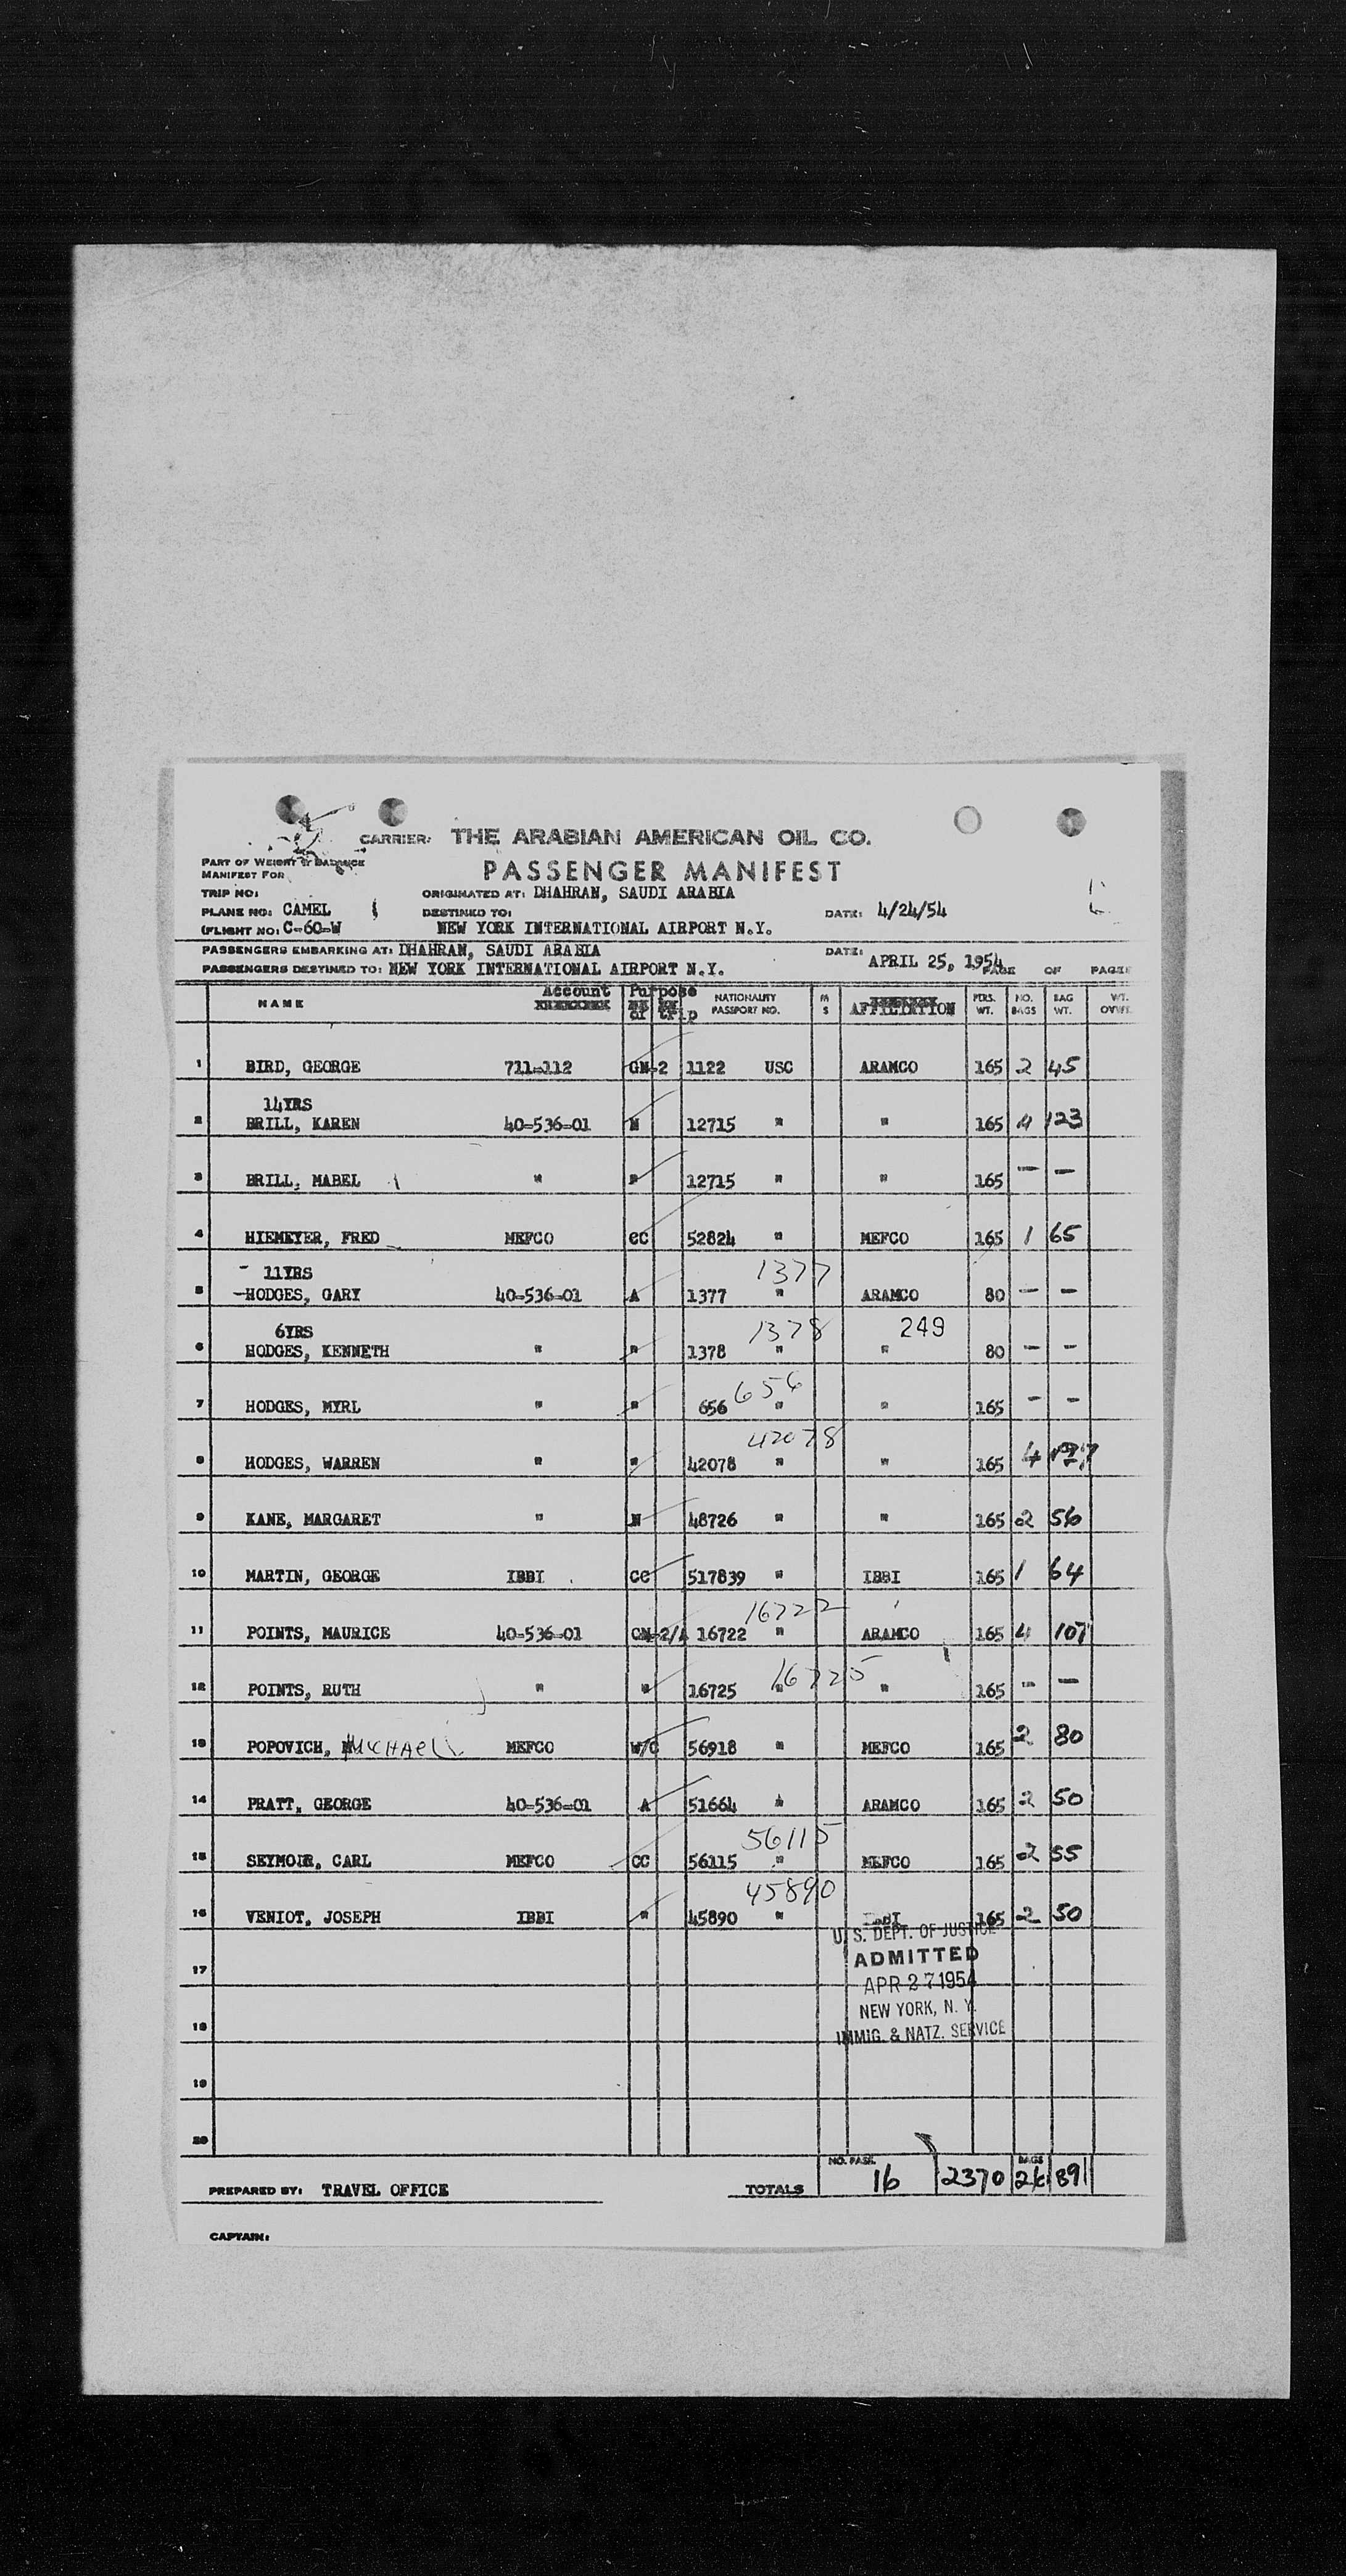 CARRIER: THE ARABIAN AMERICAN OIL CO.
PART OF WEIGHT & BALANCE
MANIFEST FOR
PASSENGER MANIFEST
TRIP NO: ORIGINATED AT: DHAHRAN, SAUDI ARABIA
PLANE NO: CAMEL DESTINED TO: DATE: 4/24/54
FLIGHT NO: C-60-W NEW YORK INTERNATIONAL AIRPORT N.Y.
PASSENGERS EMBARKING AT: DHAHRAN, SAUDI ARABIA DATE: APRIL 25, 1954
PASSENGERS DESTINED TO: NEW YORK INTERNATIONAL AIRPORT N.Y. PAGE OF PAGES
NAME Account Purpose of trip NATIONALITY PASSPORT NO. M S AFFILIATION PERS. WT. NO. BAGS BAG WT. WT.
1 BIRD, GEORGE 711-112 GM-2 1122 USC ARAMCO 165 2 45
14YRS
2 BRILL, KAREN 40-536-01 N 12715 " " 165 4 123
3 BRILL, MABEL " " 12715 " " 165 — —
4 HIEMEYER, FRED MEFCO CC 52824 " MEFCO 165 1 65
11YRS 1377
5 HODGES, GARY 40-536-01 A 1377 " ARAMCO 80 — —
6YRS 1378 249
6 HODGES, KENNETH " " 1378 " " 80 — —
656
7 HODGES, MYRL " " 656 " " 165 — —
42078
8 HODGES, WARREN " " 42078 " " 165 4
9 KANE, MARGARET " N 48726 " " 165 2 56
10 MARTIN, GEORGE IBBI CC 517839 " IBBI 165 1 64
16722
11 POINTS, MAURICE 40-536-01 GM-2/A 16722 " ARAMCO 165 4 107
16725
12 POINTS, RUTH " " 16725 " " 165 — —
13 POPOVICH, MICHAEL MEFCO W/C 56918 " MEFCO 165 2 80
14 PRATT, GEORGE 40-536-01 A 51664 " ARAMCO 165 2 50
56115
15 SEYMOIR, CARL MEFCO CC 56115 " MEFCO 165 2 55
45890
16 VENIOT, JOSEPH IBBI " 45890 " IBBI 165 2 50
U.S. DEPT. OF JUSTICE
17 ADMITTED
APR 27 1954
NEW YORK, N.Y.
18 IMMIG. & NATZ. SERVICE
19
20
NO. PASS. BAGS
PREPARED BY: TRAVEL OFFICE TOTALS 16 2370 26 891
CAPTAIN: